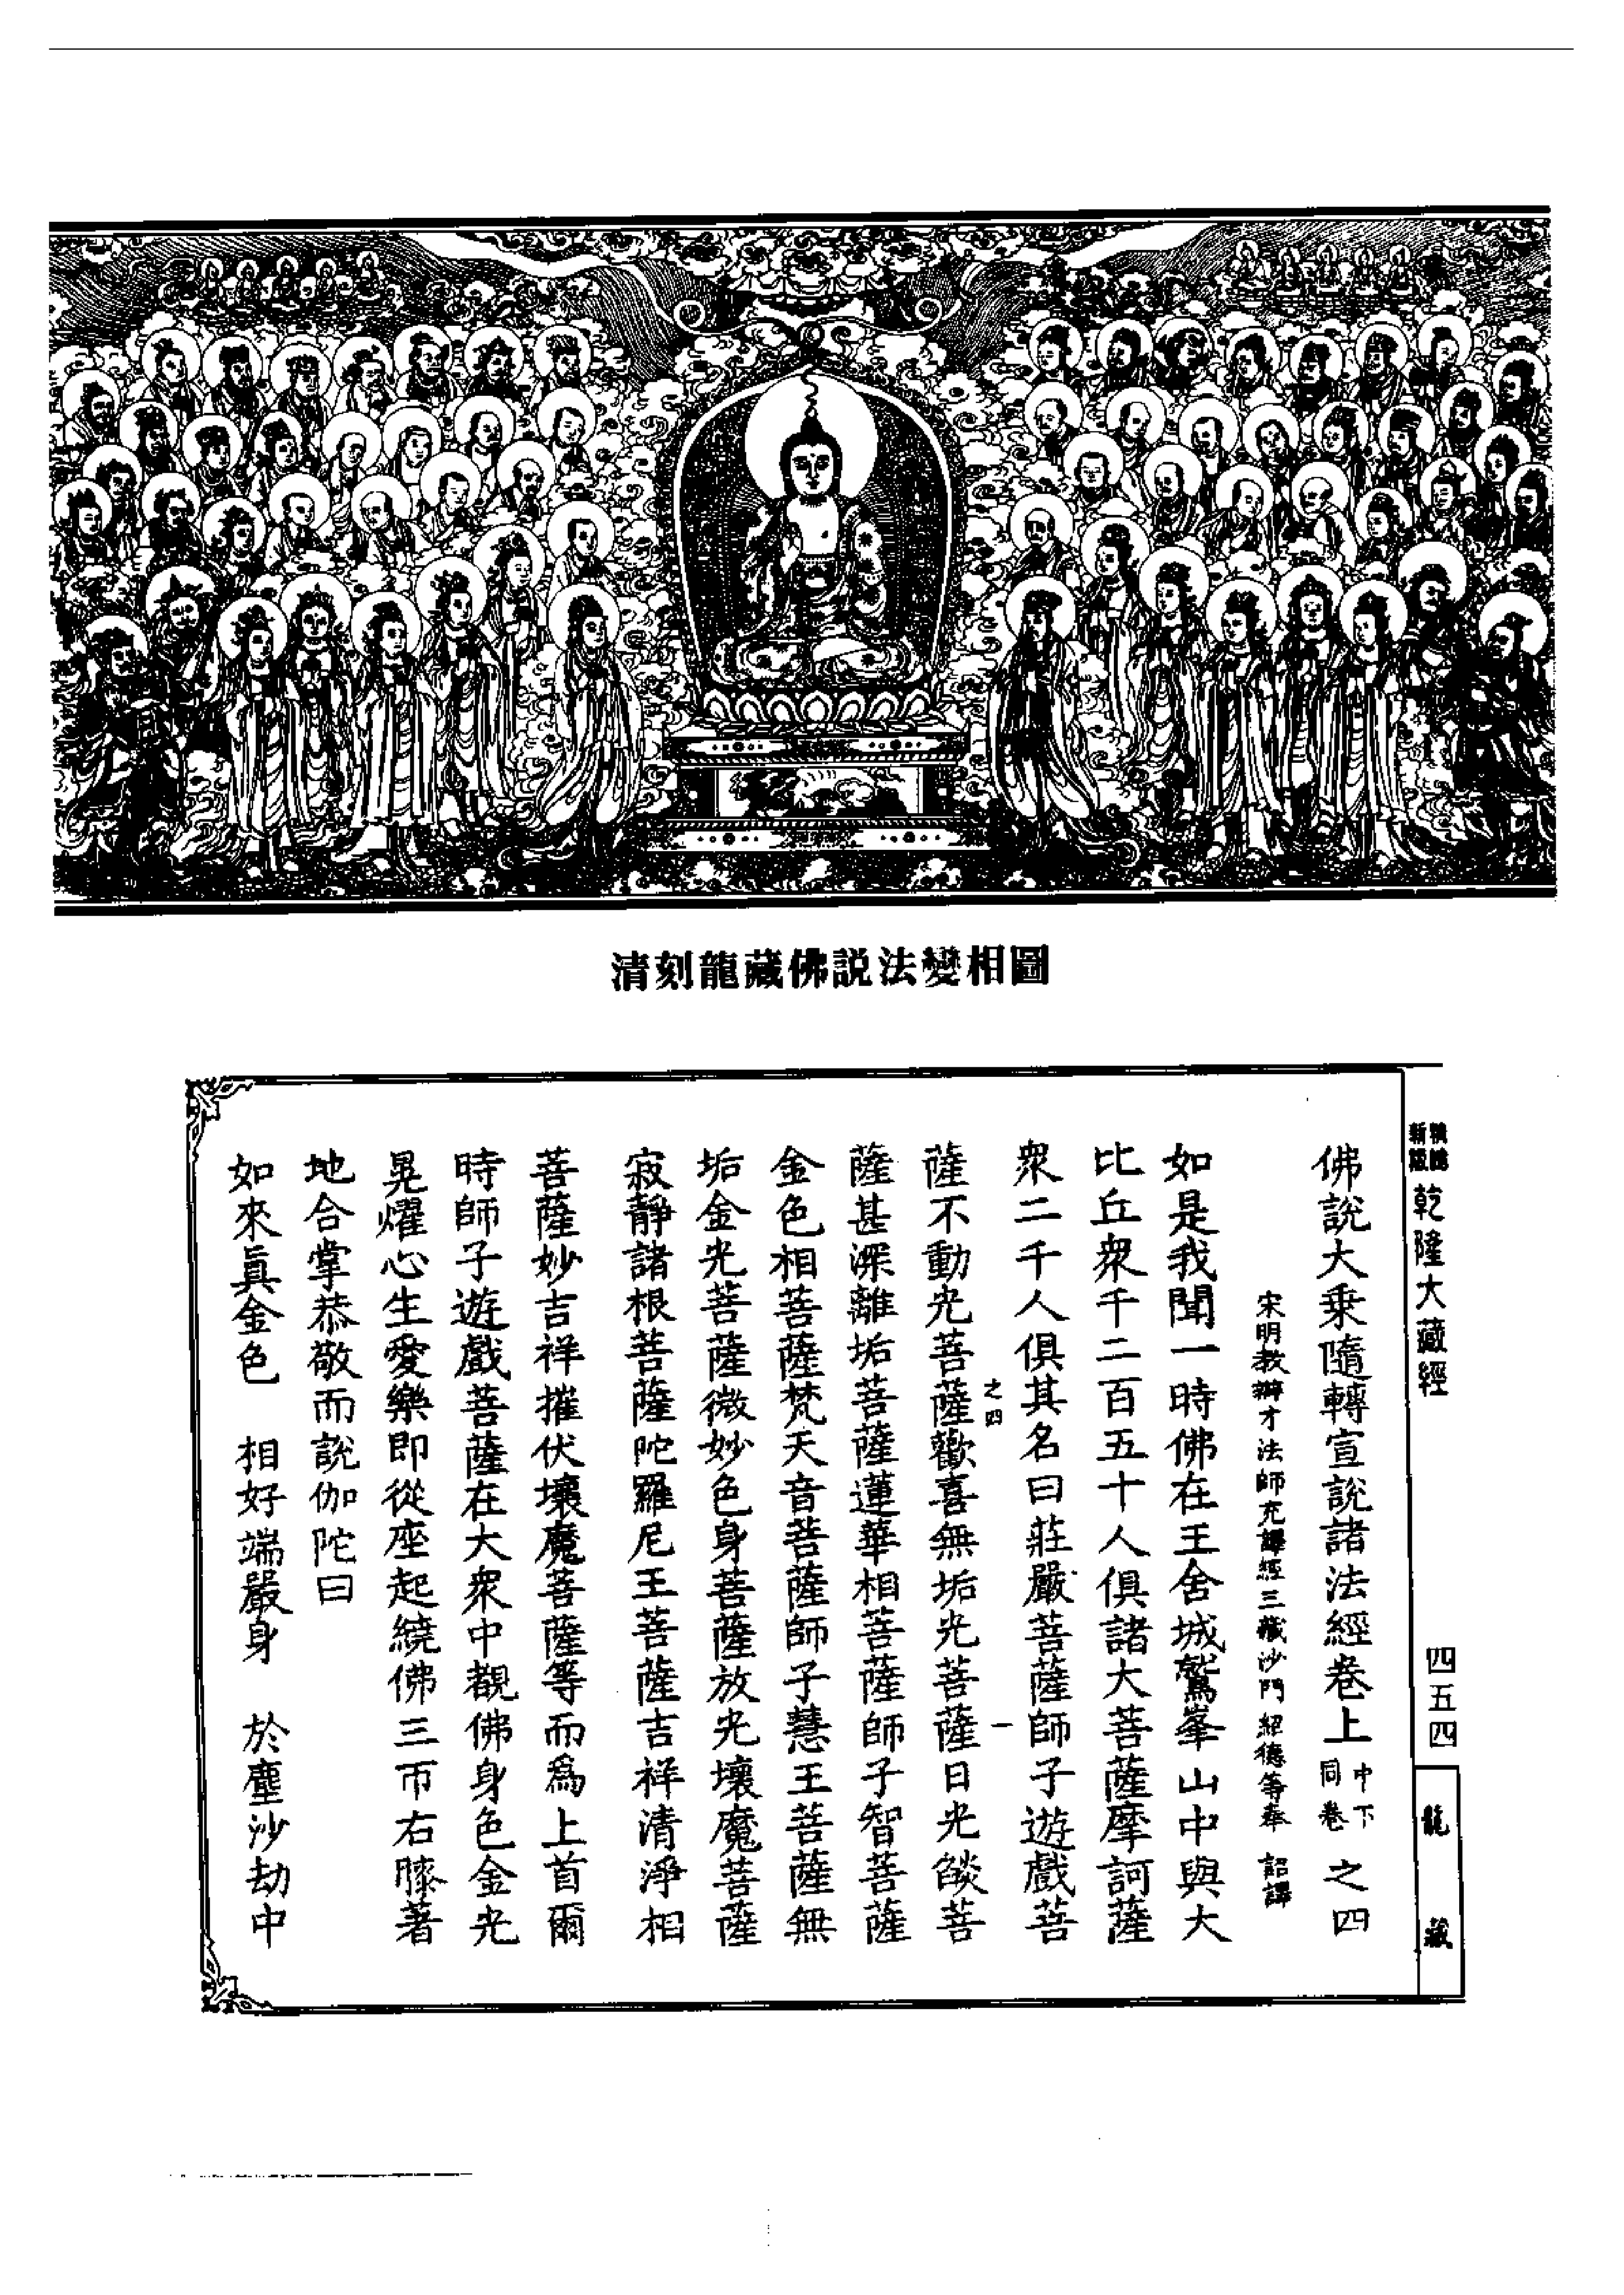 清刻龍藏佛説法變相圖
新版
乾隆大藏經
四五四
龍藏
佛說大乗隨轉宣說諸法經卷上
中下
同卷
之四
宋明教辯才法師充譯經三藏沙門紹德等奉 詔譯
如是我聞一時佛在王舍城鷲峯山中與大
比丘衆千二百五十人俱諸大菩薩摩訶薩
衆二千人俱其名曰莊嚴菩薩師子遊戲菩
之四
一
薩不動光菩薩歡喜無垢光菩薩日光燄菩
薩甚深離垢菩薩蓮華相菩薩師子智菩薩
金色相菩薩梵天音菩薩師子慧王菩薩無
垢金光菩薩微妙色身菩薩放光壞魔菩薩
寂靜諸根菩薩陀羅尼王菩薩吉祥清淨相
菩薩妙吉祥摧伏壞魔菩薩等而爲上首爾
時師子遊戲菩薩在大衆中觀佛身色金光
晃燿心生愛樂即從座起繞佛三帀右膝著
地合掌恭敬而說伽陀曰
如來眞金色 相好端嚴身 於塵沙劫中